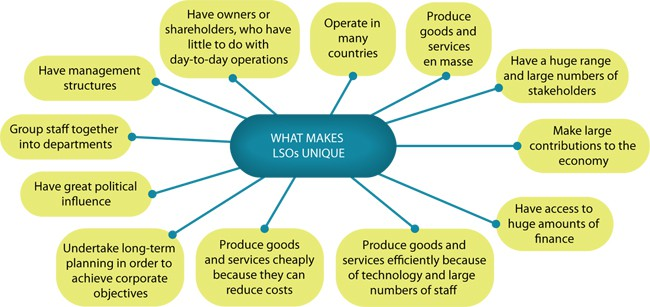 Have owners or
shareholders, who have
little to do with
day-to-day operations
Operate in
many
countries
Produce
goods and
services
en masse
Have management
structures
Have a huge range
and large numbers of
stakeholders
Group staff together
into departments
WHAT MAKES
LSOs UNIQUE
Make large
contributions to the
economy
Have great political
influence
Have access to
huge amounts of
finance
Undertake long-term
planning in order to
achieve corporate
objectives
Produce goods
and services cheaply
because they can
reduce costs
Produce goods and
services efficiently because
of technology and large
numbers of staff